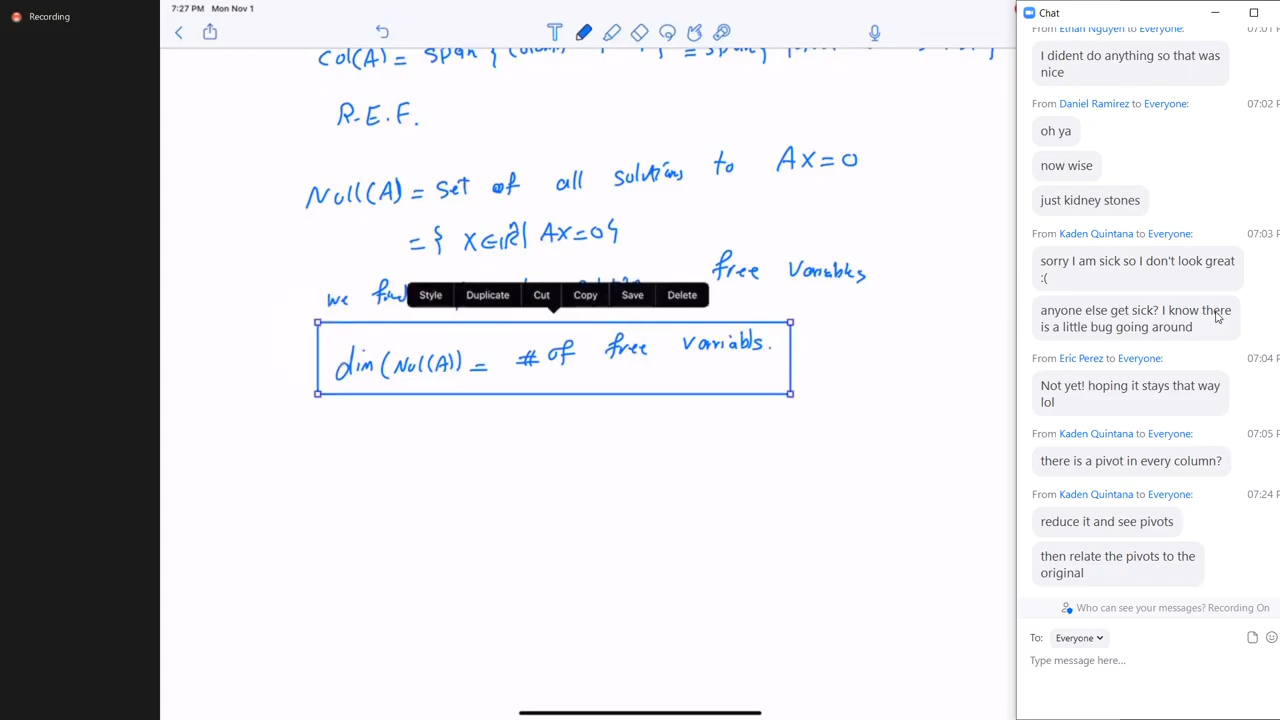 Recording
7:27 PM Mon Nov 1
Col(A) = span { = span {
R.E.F.
Null(A) = set of all solutions to AX=0
= { X∈ℝ | AX=0 }
we find free variables
Style Duplicate Cut Copy Save Delete
dim(Null(A)) = # of free variabls.
Chat
From Ethan Nguyen to Everyone: 07:01
I dident do anything so that was
nice
From Daniel Ramirez to Everyone: 07:02
oh ya
now wise
just kidney stones
From Kaden Quintana to Everyone: 07:03
sorry I am sick so I don't look great
:(
anyone else get sick? I know there
is a little bug going around
From Eric Perez to Everyone: 07:04
Not yet! hoping it stays that way
lol
From Kaden Quintana to Everyone: 07:05
there is a pivot in every column?
From Kaden Quintana to Everyone: 07:24
reduce it and see pivots
then relate the pivots to the
original
Who can see your messages? Recording On
To: Everyone
Type message here...